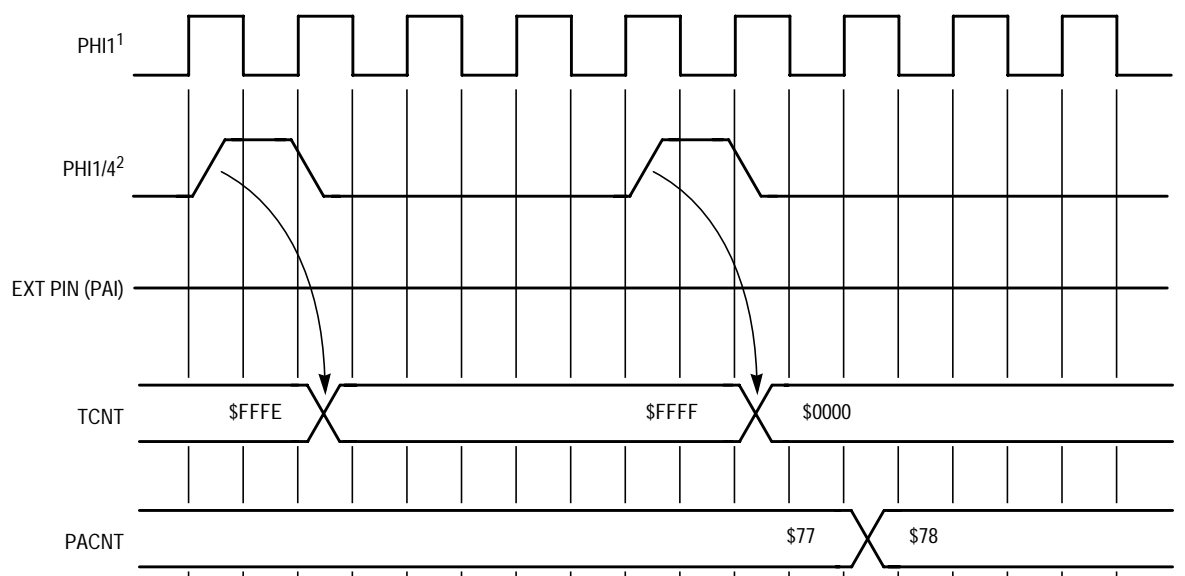 PHI1¹
PHI1/4²
EXT PIN (PAI)
TCNT
$FFFE
$FFFF
$0000
PACNT
$77
$78